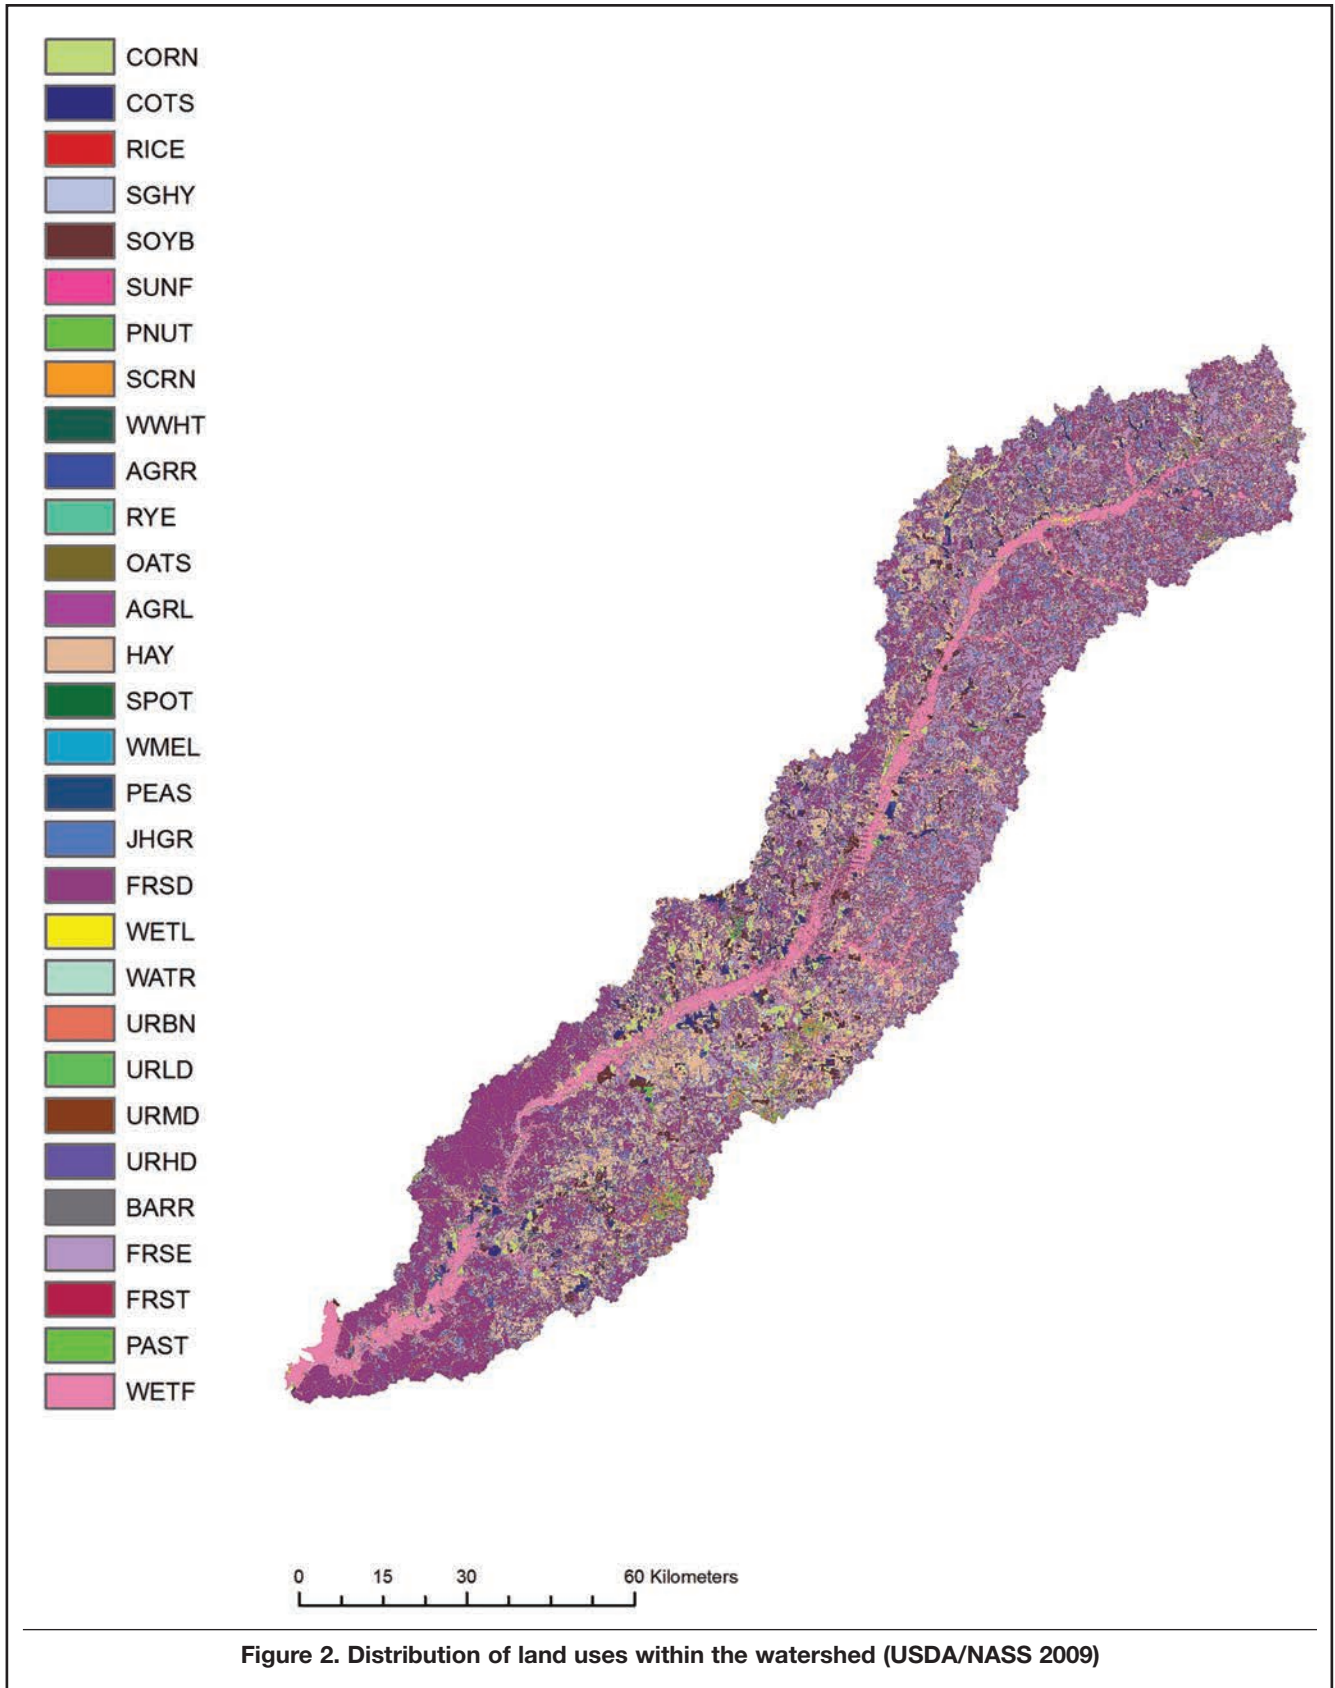 CORN
COTS
RICE
SGHY
SOYB
SUNF
PNUT
SCRN
WWHT
AGRR
RYE
OATS
AGRL
HAY
SPOT
WMEL
PEAS
JHGR
FRSD
WETL
WATR
URBN
URLD
URMD
URHD
BARR
FRSE
FRST
PAST
WETF
0 15 30 60 Kilometers
Figure 2. Distribution of land uses within the watershed (USDA/NASS 2009)